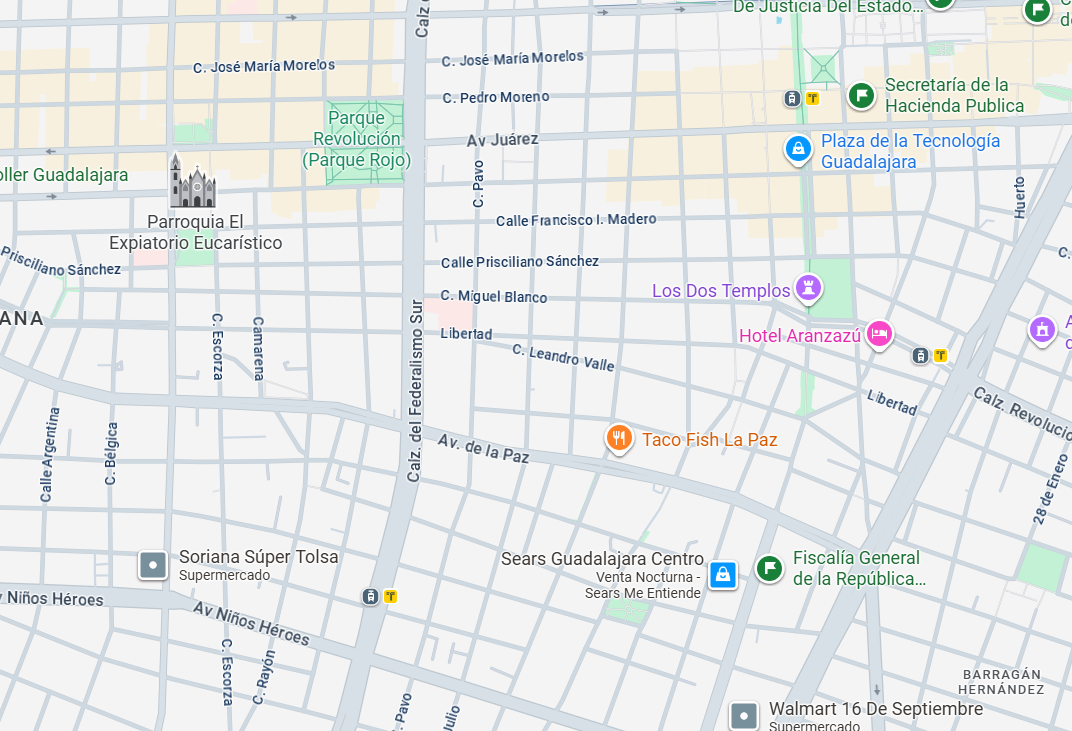 De Justicia Del Estado...
C. José María Morelos
C. José María Morelos
C. Pedro Moreno
Secretaría de la
Hacienda Publica
Parque
Revolución
(Parque Rojo)
Av Juárez
Plaza de la Tecnología
Guadalajara
oller Guadalajara
C. Pavo
Huerto
Parroquia El
Expiatorio Eucarístico
Calle Francisco I. Madero
Prisciliano Sánchez
Calle Prisciliano Sánchez
C. Miguel Blanco
Los Dos Templos
ANA
C. Escorza
Camarena
Calz. del Federalismo Sur
Libertad
Hotel Aranzazú
C. Leandro Valle
Libertad
Calz. Revolucio
Calle Argentina
C. Bélgica
Av. de la Paz
Taco Fish La Paz
28 de Enero
Soriana Súper Tolsa
Supermercado
Sears Guadalajara Centro
Venta Nocturna -
Sears Me Entiende
Fiscalía General
de la República...
v Niños Héroes
Av Niños Héroes
C. Escorza
C. Rayón
C. Pavo
Julio
BARRAGÁN
HERNÁNDEZ
Walmart 16 De Septiembre
Supermercado